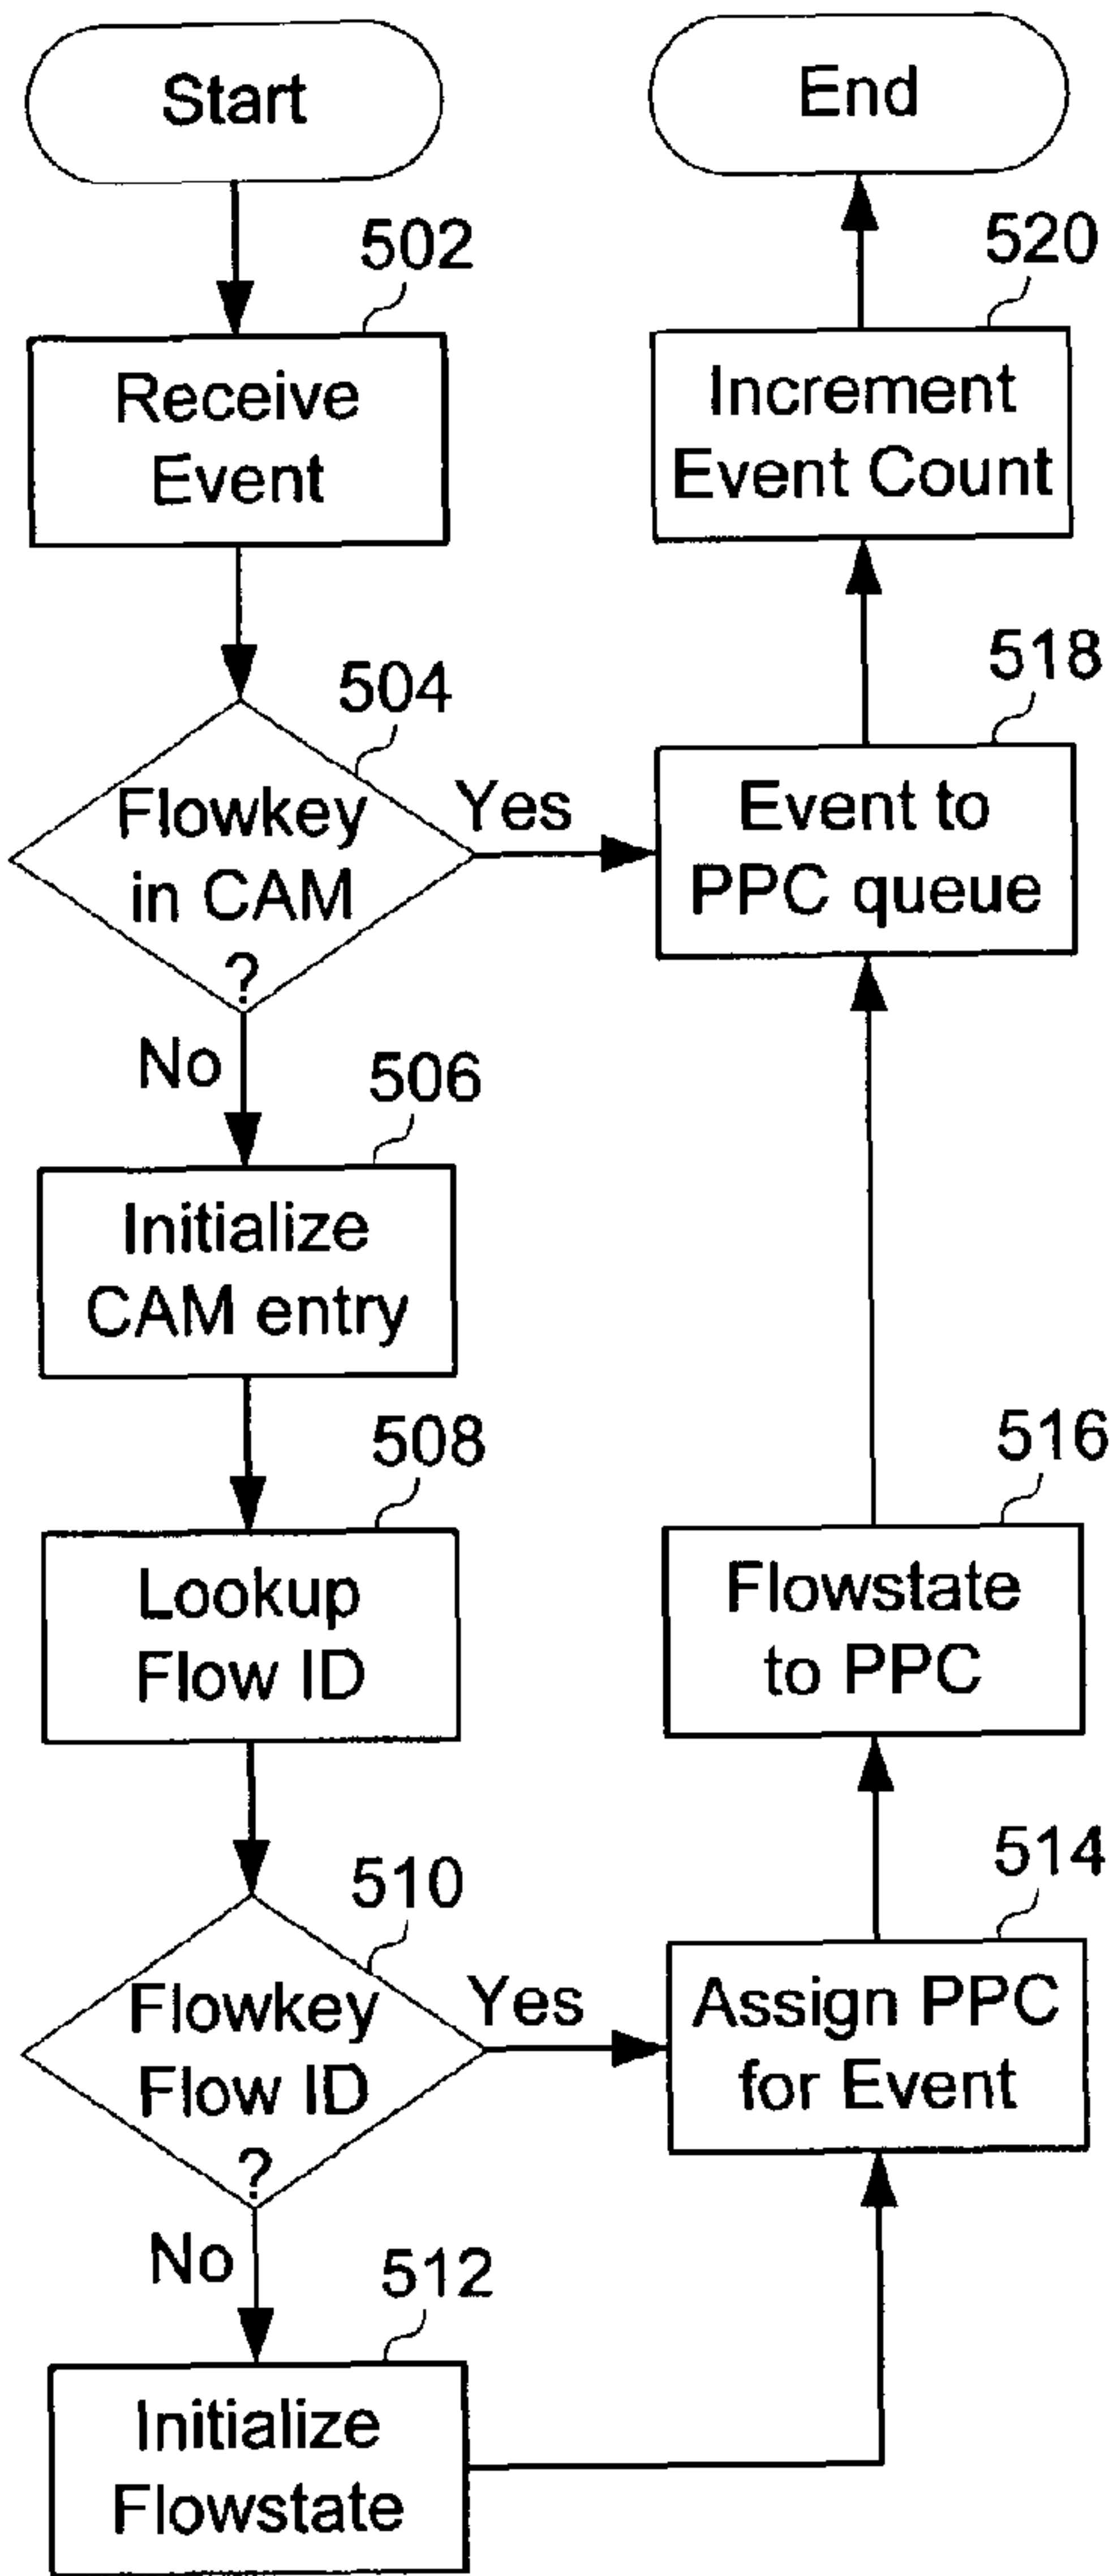 Start
502
Receive
Event
504
Flowkey
in CAM
?
Yes
No
506
Initialize
CAM entry
508
Lookup
Flow ID
510
Flowkey
Flow ID
?
Yes
No
512
Initialize
Flowstate
514
Assign PPC
for Event
516
Flowstate
to PPC
518
Event to
PPC queue
520
Increment
Event Count
End